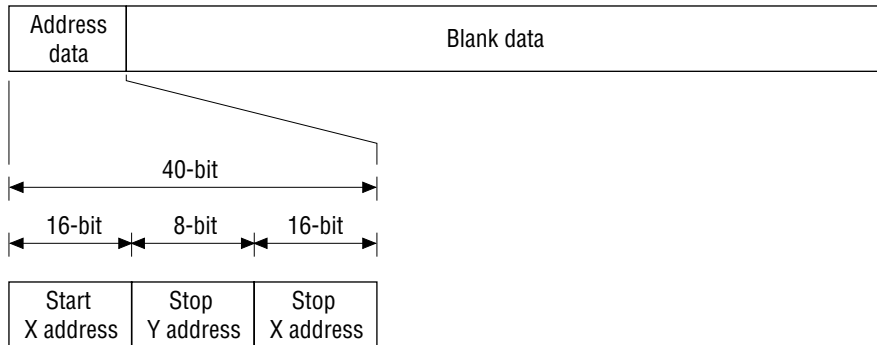 Address
data
Blank data
40-bit
16-bit 8-bit 16-bit
Start
X address
Stop
Y address
Stop
X address